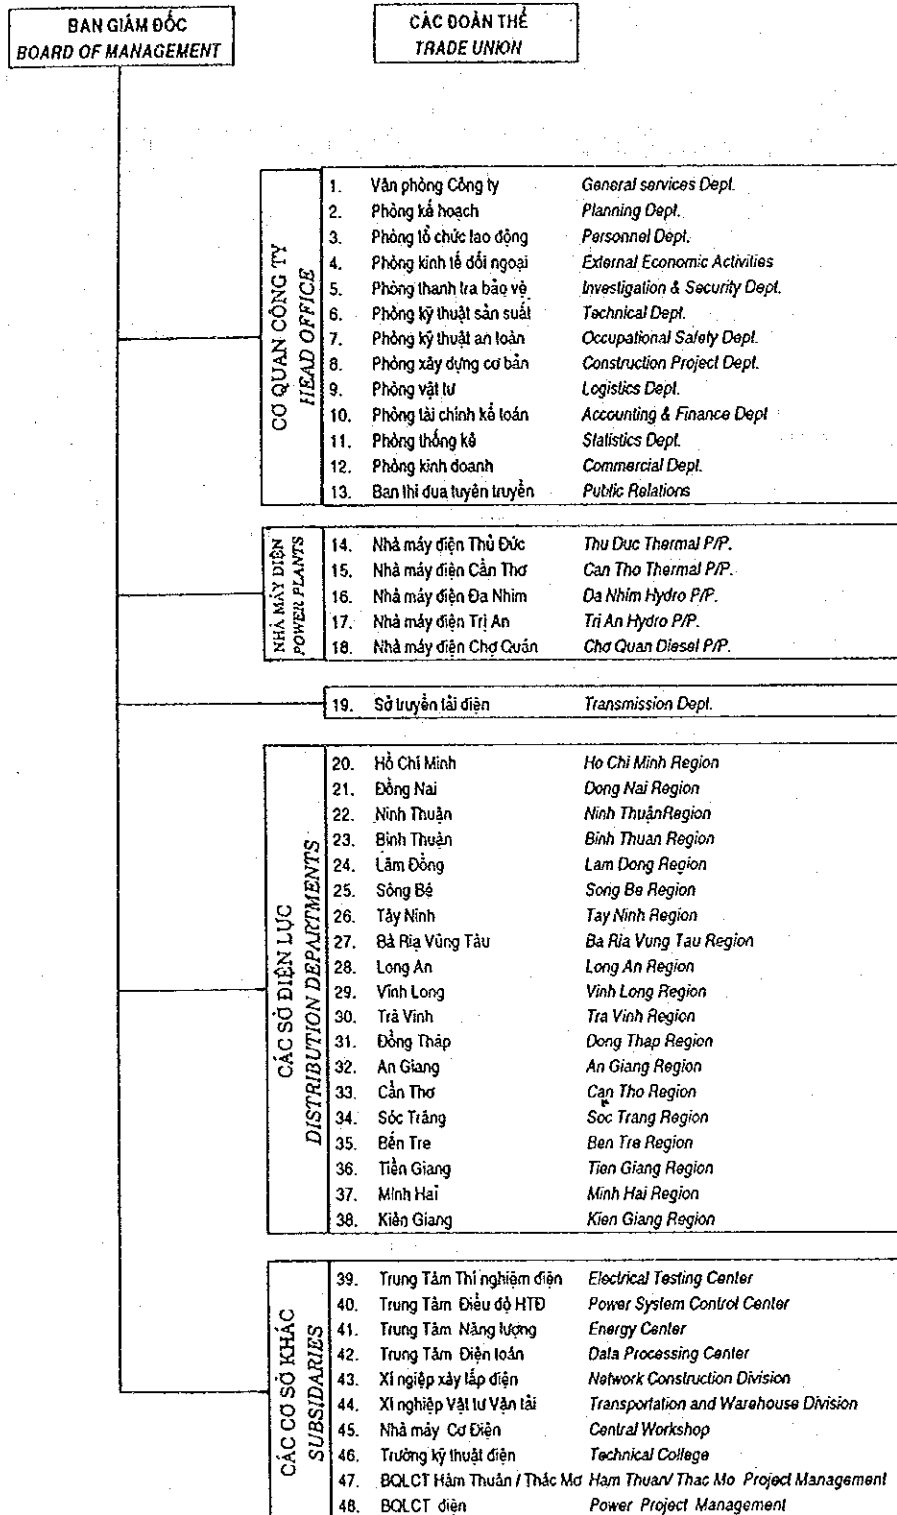 BAN GIÁM ĐỐC
BOARD OF MANAGEMENT
CÁC ĐOÀN THỂ
TRADE UNION
CƠ QUAN CÔNG TY
HEAD OFFICE
1. Văn phòng Công ty General services Dept.
2. Phòng kế hoạch Planning Dept.
3. Phòng tổ chức lao động Personnel Dept.
4. Phòng kinh tế đối ngoại External Economic Activities
5. Phòng thanh tra bảo vệ Investigation & Security Dept.
6. Phòng kỹ thuật sản suất Technical Dept.
7. Phòng kỹ thuật an toàn Occupational Safety Dept.
8. Phòng xây dựng cơ bản Construction Project Dept.
9. Phòng vật tư Logistics Dept.
10. Phòng tài chính kế toán Accounting & Finance Dept
11. Phòng thống kê Statistics Dept.
12. Phòng kinh doanh Commercial Dept.
13. Ban thi đua tuyên truyền Public Relations
NHÀ MÁY ĐIỆN
POWER PLANTS
14. Nhà máy điện Thủ Đức Thu Duc Thermal P/P.
15. Nhà máy điện Cần Thơ Can Tho Thermal P/P.
16. Nhà máy điện Đa Nhim Da Nhim Hydro P/P.
17. Nhà máy điện Trị An Tri An Hydro P/P.
18. Nhà máy điện Chợ Quán Chợ Quan Diesel P/P.
19. Sở truyền tải điện Transmission Dept.
CÁC SỞ ĐIỆN LỰC
DISTRIBUTION DEPARTMENTS
20. Hồ Chí Minh Ho Chi Minh Region
21. Đồng Nai Dong Nai Region
22. Ninh Thuận Ninh ThuậnRegion
23. Bình Thuận Binh Thuan Region
24. Lâm Đồng Lam Dong Region
25. Sông Bé Song Be Region
26. Tây Ninh Tay Ninh Region
27. Bà Rịa Vũng Tàu Ba Ria Vung Tau Region
28. Long An Long An Region
29. Vĩnh Long Vinh Long Region
30. Trà Vinh Tra Vinh Region
31. Đồng Tháp Dong Thap Region
32. An Giang An Giang Region
33. Cần Thơ Can Tho Region
34. Sóc Trăng Soc Trang Region
35. Bến Tre Ben Tre Region
36. Tiền Giang Tien Giang Region
37. Minh Hải Minh Hai Region
38. Kiên Giang Kien Giang Region
CÁC CƠ SỞ KHÁC
SUBSIDARIES
39. Trung Tâm Thí nghiệm điện Electrical Testing Center
40. Trung Tâm Điều độ HTĐ Power System Control Center
41. Trung Tâm Năng lượng Energy Center
42. Trung Tâm Điện toán Data Processing Center
43. Xí ngiệp xây lắp điện Network Construction Division
44. Xí nghiệp Vật tư Vận tải Transportation and Warehouse Division
45. Nhà máy Cơ Điện Central Workshop
46. Trường kỹ thuật điện Technical College
47. BQLCT Hàm Thuân / Thác Mơ Ham Thuan/ Thac Mo Project Management
48. BQLCT điện Power Project Management